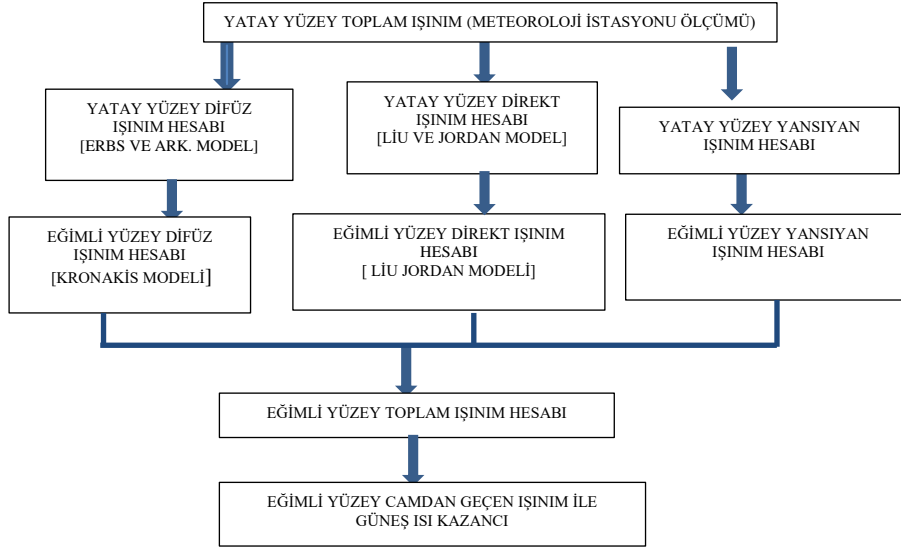 YATAY YÜZEY TOPLAM IŞINIM (METEOROLOJİ İSTASYONU ÖLÇÜMÜ)
YATAY YÜZEY DİFÜZ
IŞINIM HESABI
[ERBS VE ARK. MODEL]
YATAY YÜZEY DİREKT
IŞINIM HESABI
[LİU VE JORDAN MODEL]
YATAY YÜZEY YANSIYAN
IŞINIM HESABI
EĞİMLİ YÜZEY DİFÜZ
IŞINIM HESABI
[KRONAKİS MODELİ]
EĞİMLİ YÜZEY DİREKT IŞINIM
HESABI
[ LİU JORDAN MODELİ]
EĞİMLİ YÜZEY YANSIYAN
IŞINIM HESABI
EĞİMLİ YÜZEY TOPLAM IŞINIM HESABI
EĞİMLİ YÜZEY CAMDAN GEÇEN IŞINIM İLE
GÜNEŞ ISI KAZANCI